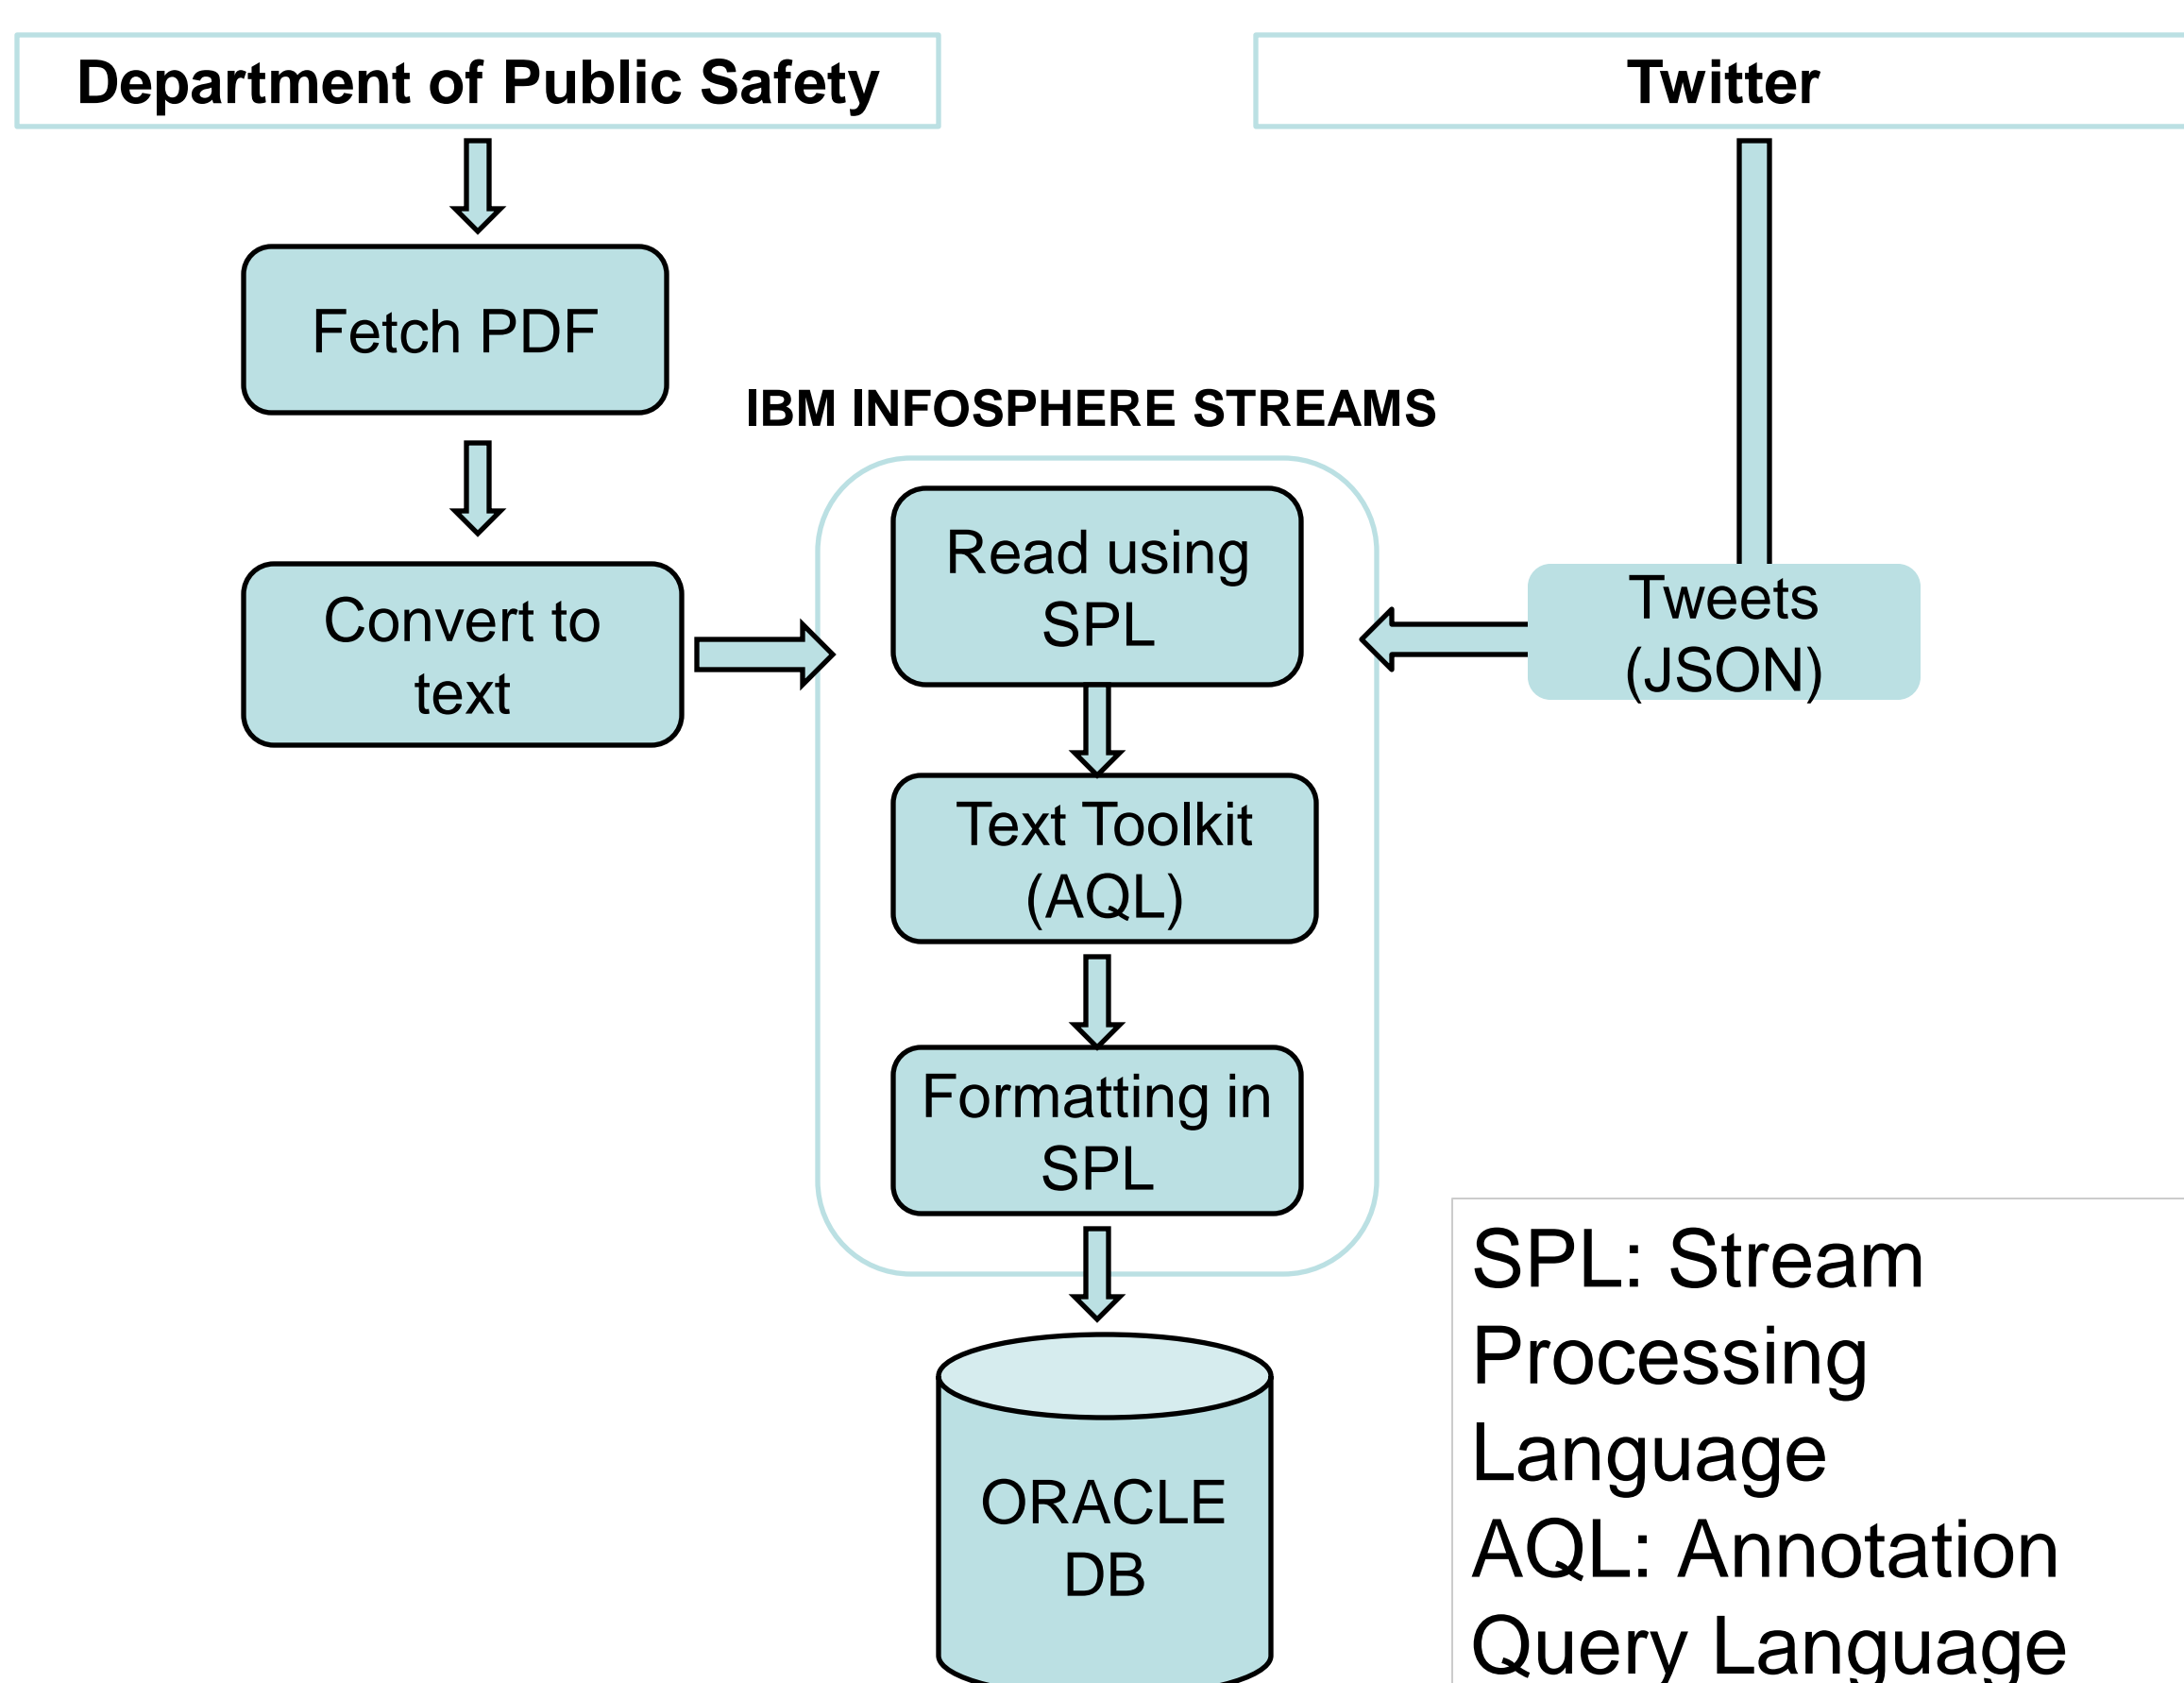 Department of Public Safety
Twitter
Fetch PDF
IBM INFOSPHERE STREAMS
Read using
SPL
Convert to
text
Tweets
(JSON)
Text Toolkit
(AQL)
Formatting in
SPL
ORACLE
DB
SPL: Stream
Processing
Language
AQL: Annotation
Query Language